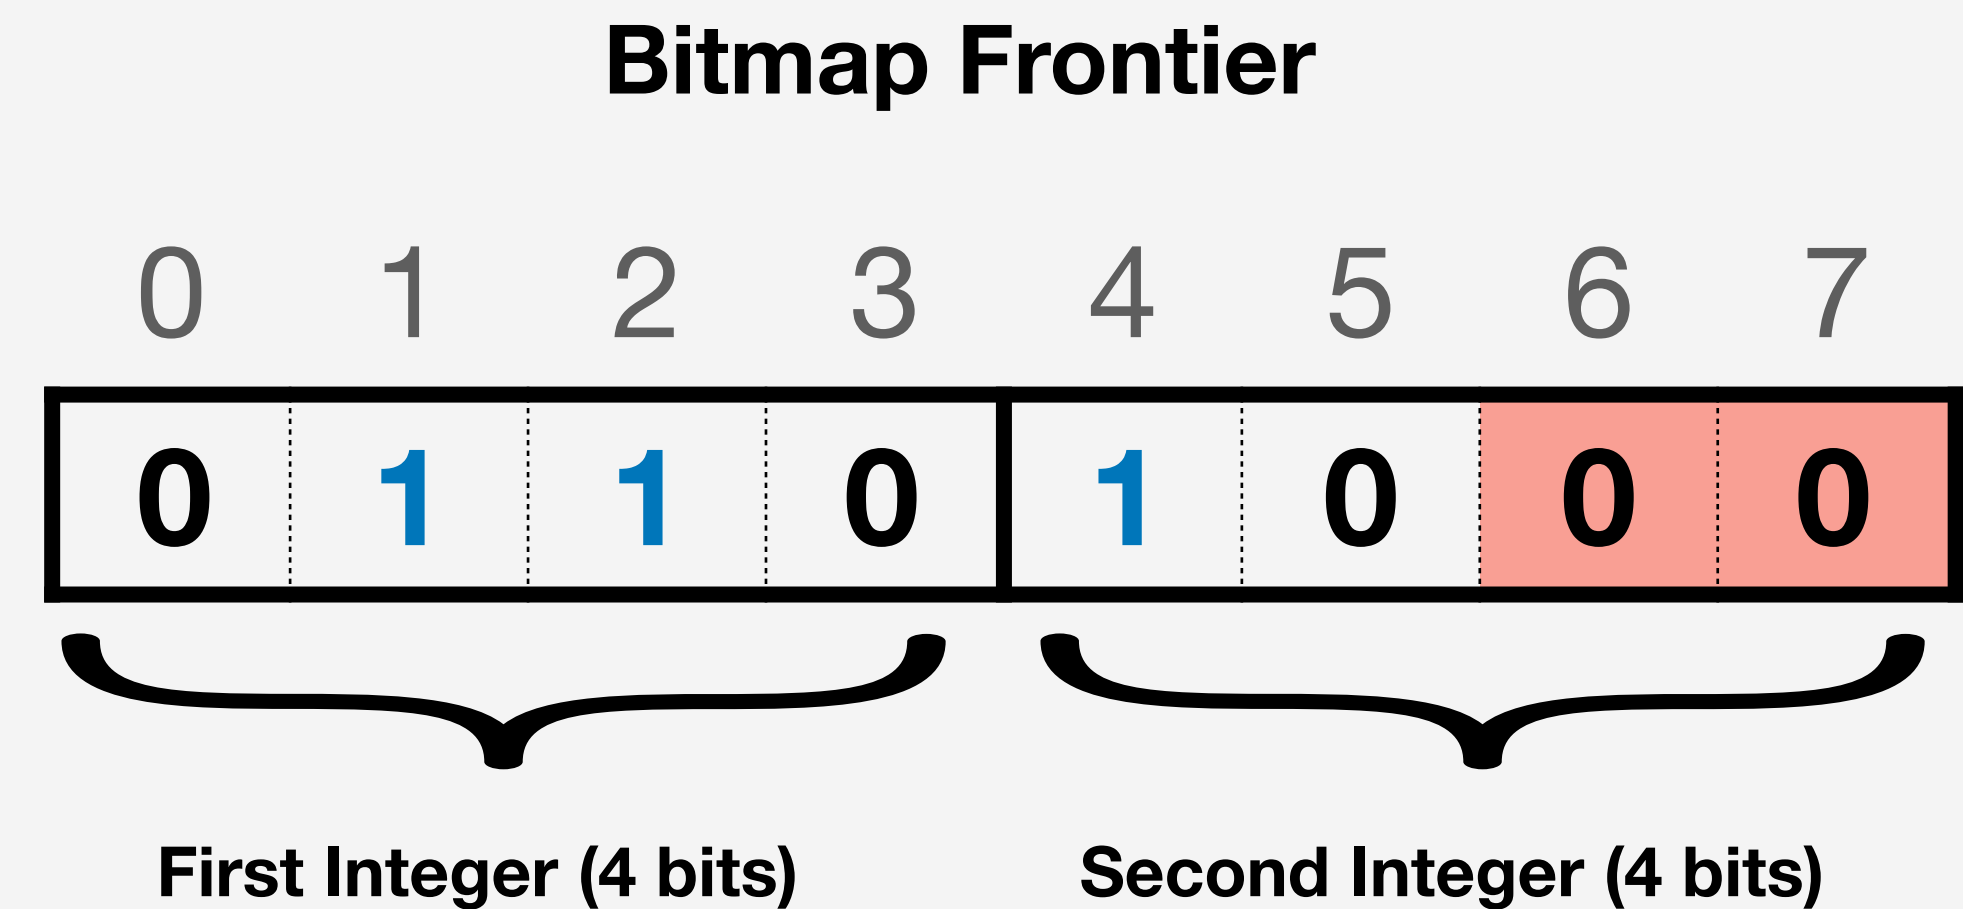 Bitmap Frontier
0 1 2 3 4 5 6 7
0 1 1 0 1 0 0 0
First Integer (4 bits) Second Integer (4 bits)